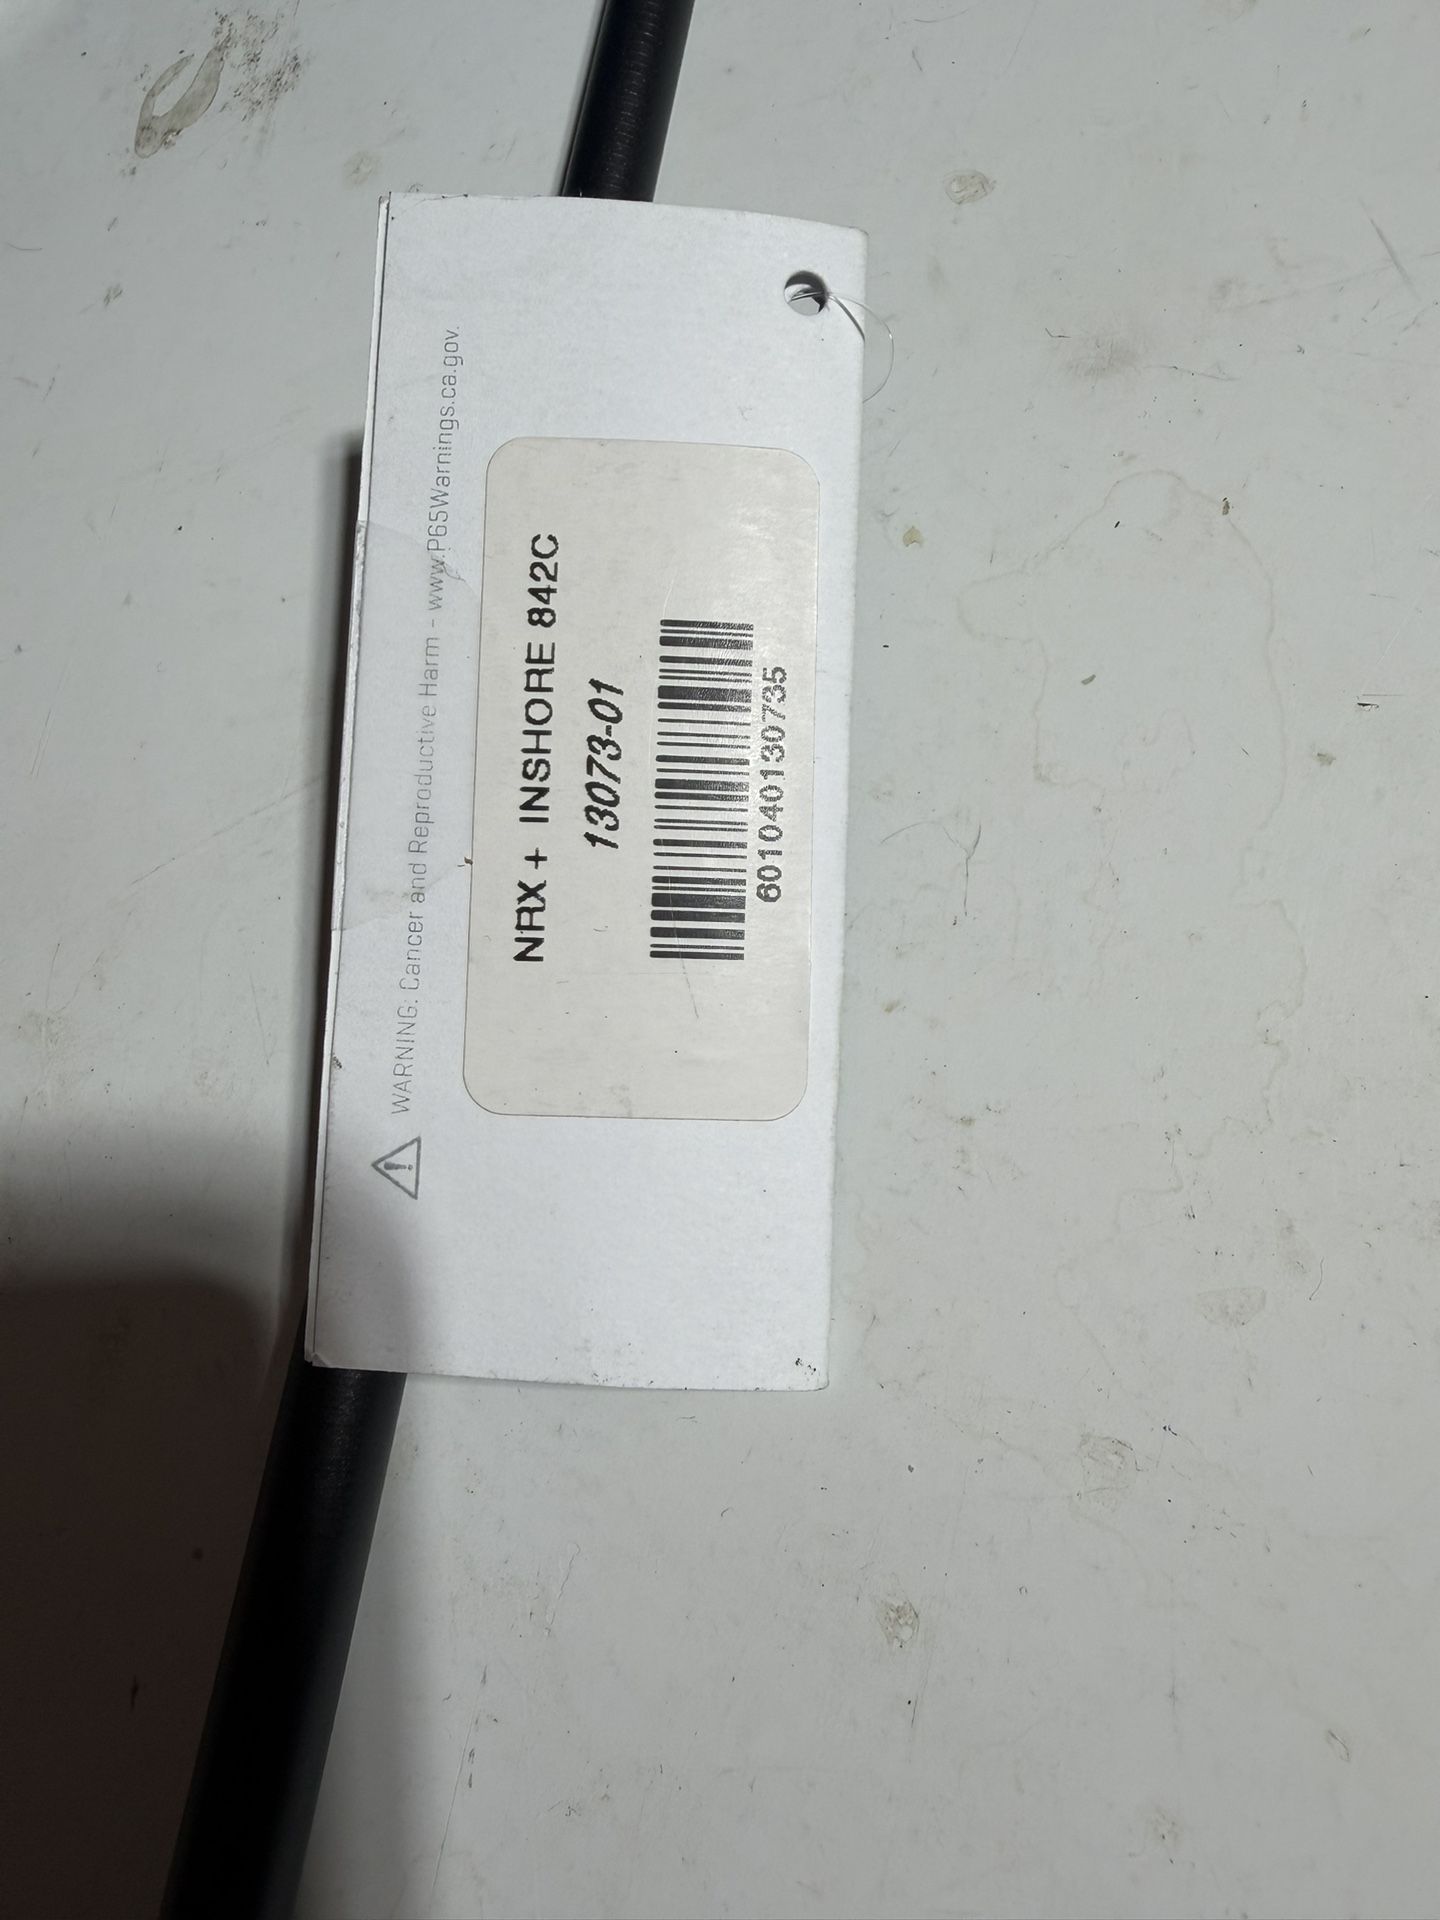 WARNING: Cancer and Reproductive Harm - www.P65Warnings.ca.gov.
NRX + INSHORE 842C
13073-01
601040130735